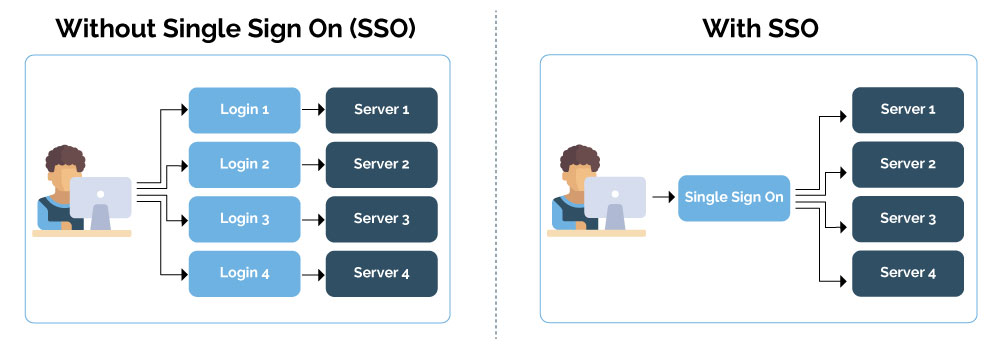 Without Single Sign On (SSO)
Login 1
Server 1
Login 2
Server 2
Login 3
Server 3
Login 4
Server 4
With SSO
Single Sign On
Server 1
Server 2
Server 3
Server 4